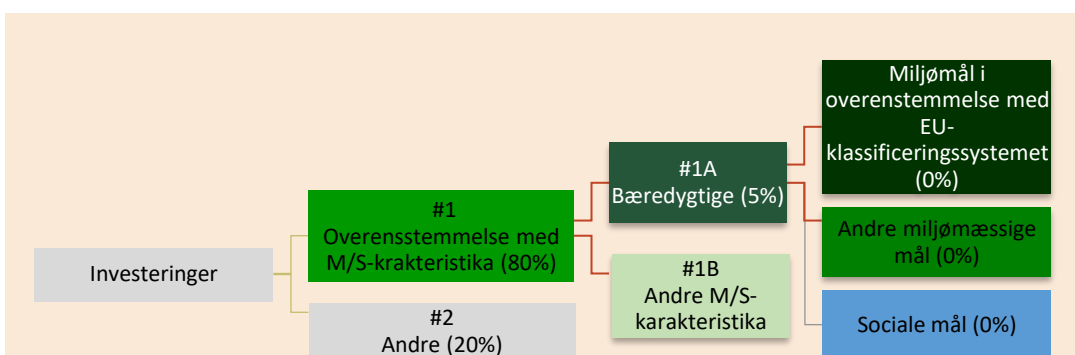 Investeringer
#1
Overensstemmelse med
M/S-krakteristika (80%)
#2
Andre (20%)
#1A
Bæredygtige (5%)
#1B
Andre M/S-
karakteristika
Miljømål i
overenstemmelse med
EU-
klassificeringssystemet
(0%)
Andre miljømæssige
mål (0%)
Sociale mål (0%)